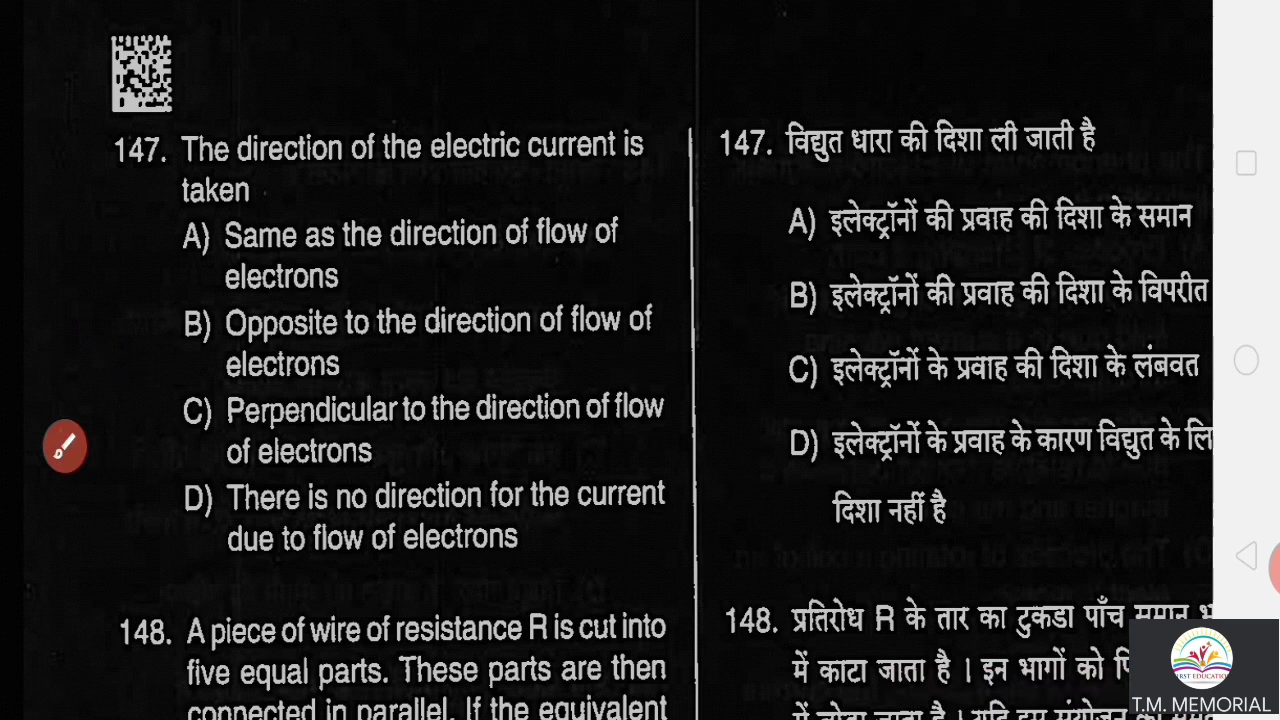 147. The direction of the electric current is
taken
A) Same as the direction of flow of
electrons
B) Opposite to the direction of flow of
electrons
C) Perpendicular to the direction of flow
of electrons
D) There is no direction for the current
due to flow of electrons
148. A piece of wire of resistance R is cut into
five equal parts. These parts are then
connected in parallel. If the equivalent
147. विद्युत धारा की दिशा ली जाती है
A) इलेक्ट्रॉनों की प्रवाह की दिशा के समान
B) इलेक्ट्रॉनों की प्रवाह की दिशा के विपरीत
C) इलेक्ट्रॉनों के प्रवाह की दिशा के लंबवत
D) इलेक्ट्रॉनों के प्रवाह के कारण विद्युत के
दिशा नहीं है
148. प्रतिरोध R के तार का टुकडा पाँच समान
में काटा जाता है । इन भागों को
T.M. MEMORIAL